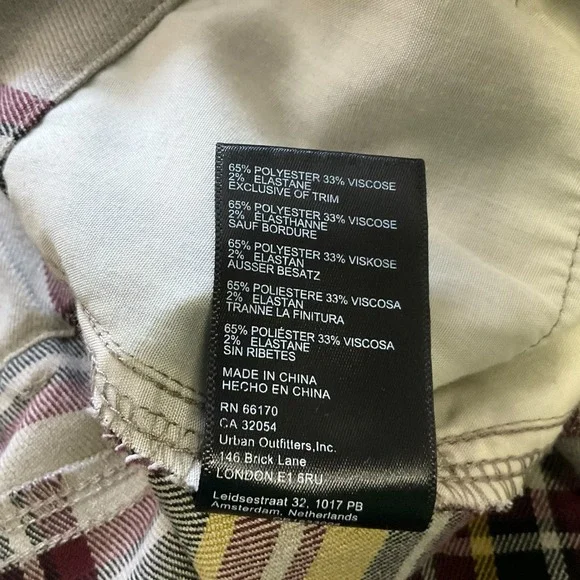 65% POLYESTER 33% VISCOSE
2% ELASTANE
EXCLUSIVE OF TRIM
65% POLYESTER 33% VISCOSE
2% ÉLASTHANNE
SAUF BORDURE
65% POLYESTER 33% VISKOSE
2% ELASTAN
AUSSER BESATZ
65% POLIESTERE 33% VISCOSA
2% ELASTAN
TRANNE LA FINITURA
65% POLIÉSTER 33% VISCOSA
2% ELASTANE
SIN RIBETES
MADE IN CHINA
HECHO EN CHINA
RN 66170
CA 32054
Urban Outfitters,Inc.
146 Brick Lane
LONDON E1 6RU
Leidsestraat 32, 1017 PB
Amsterdam, Netherlands